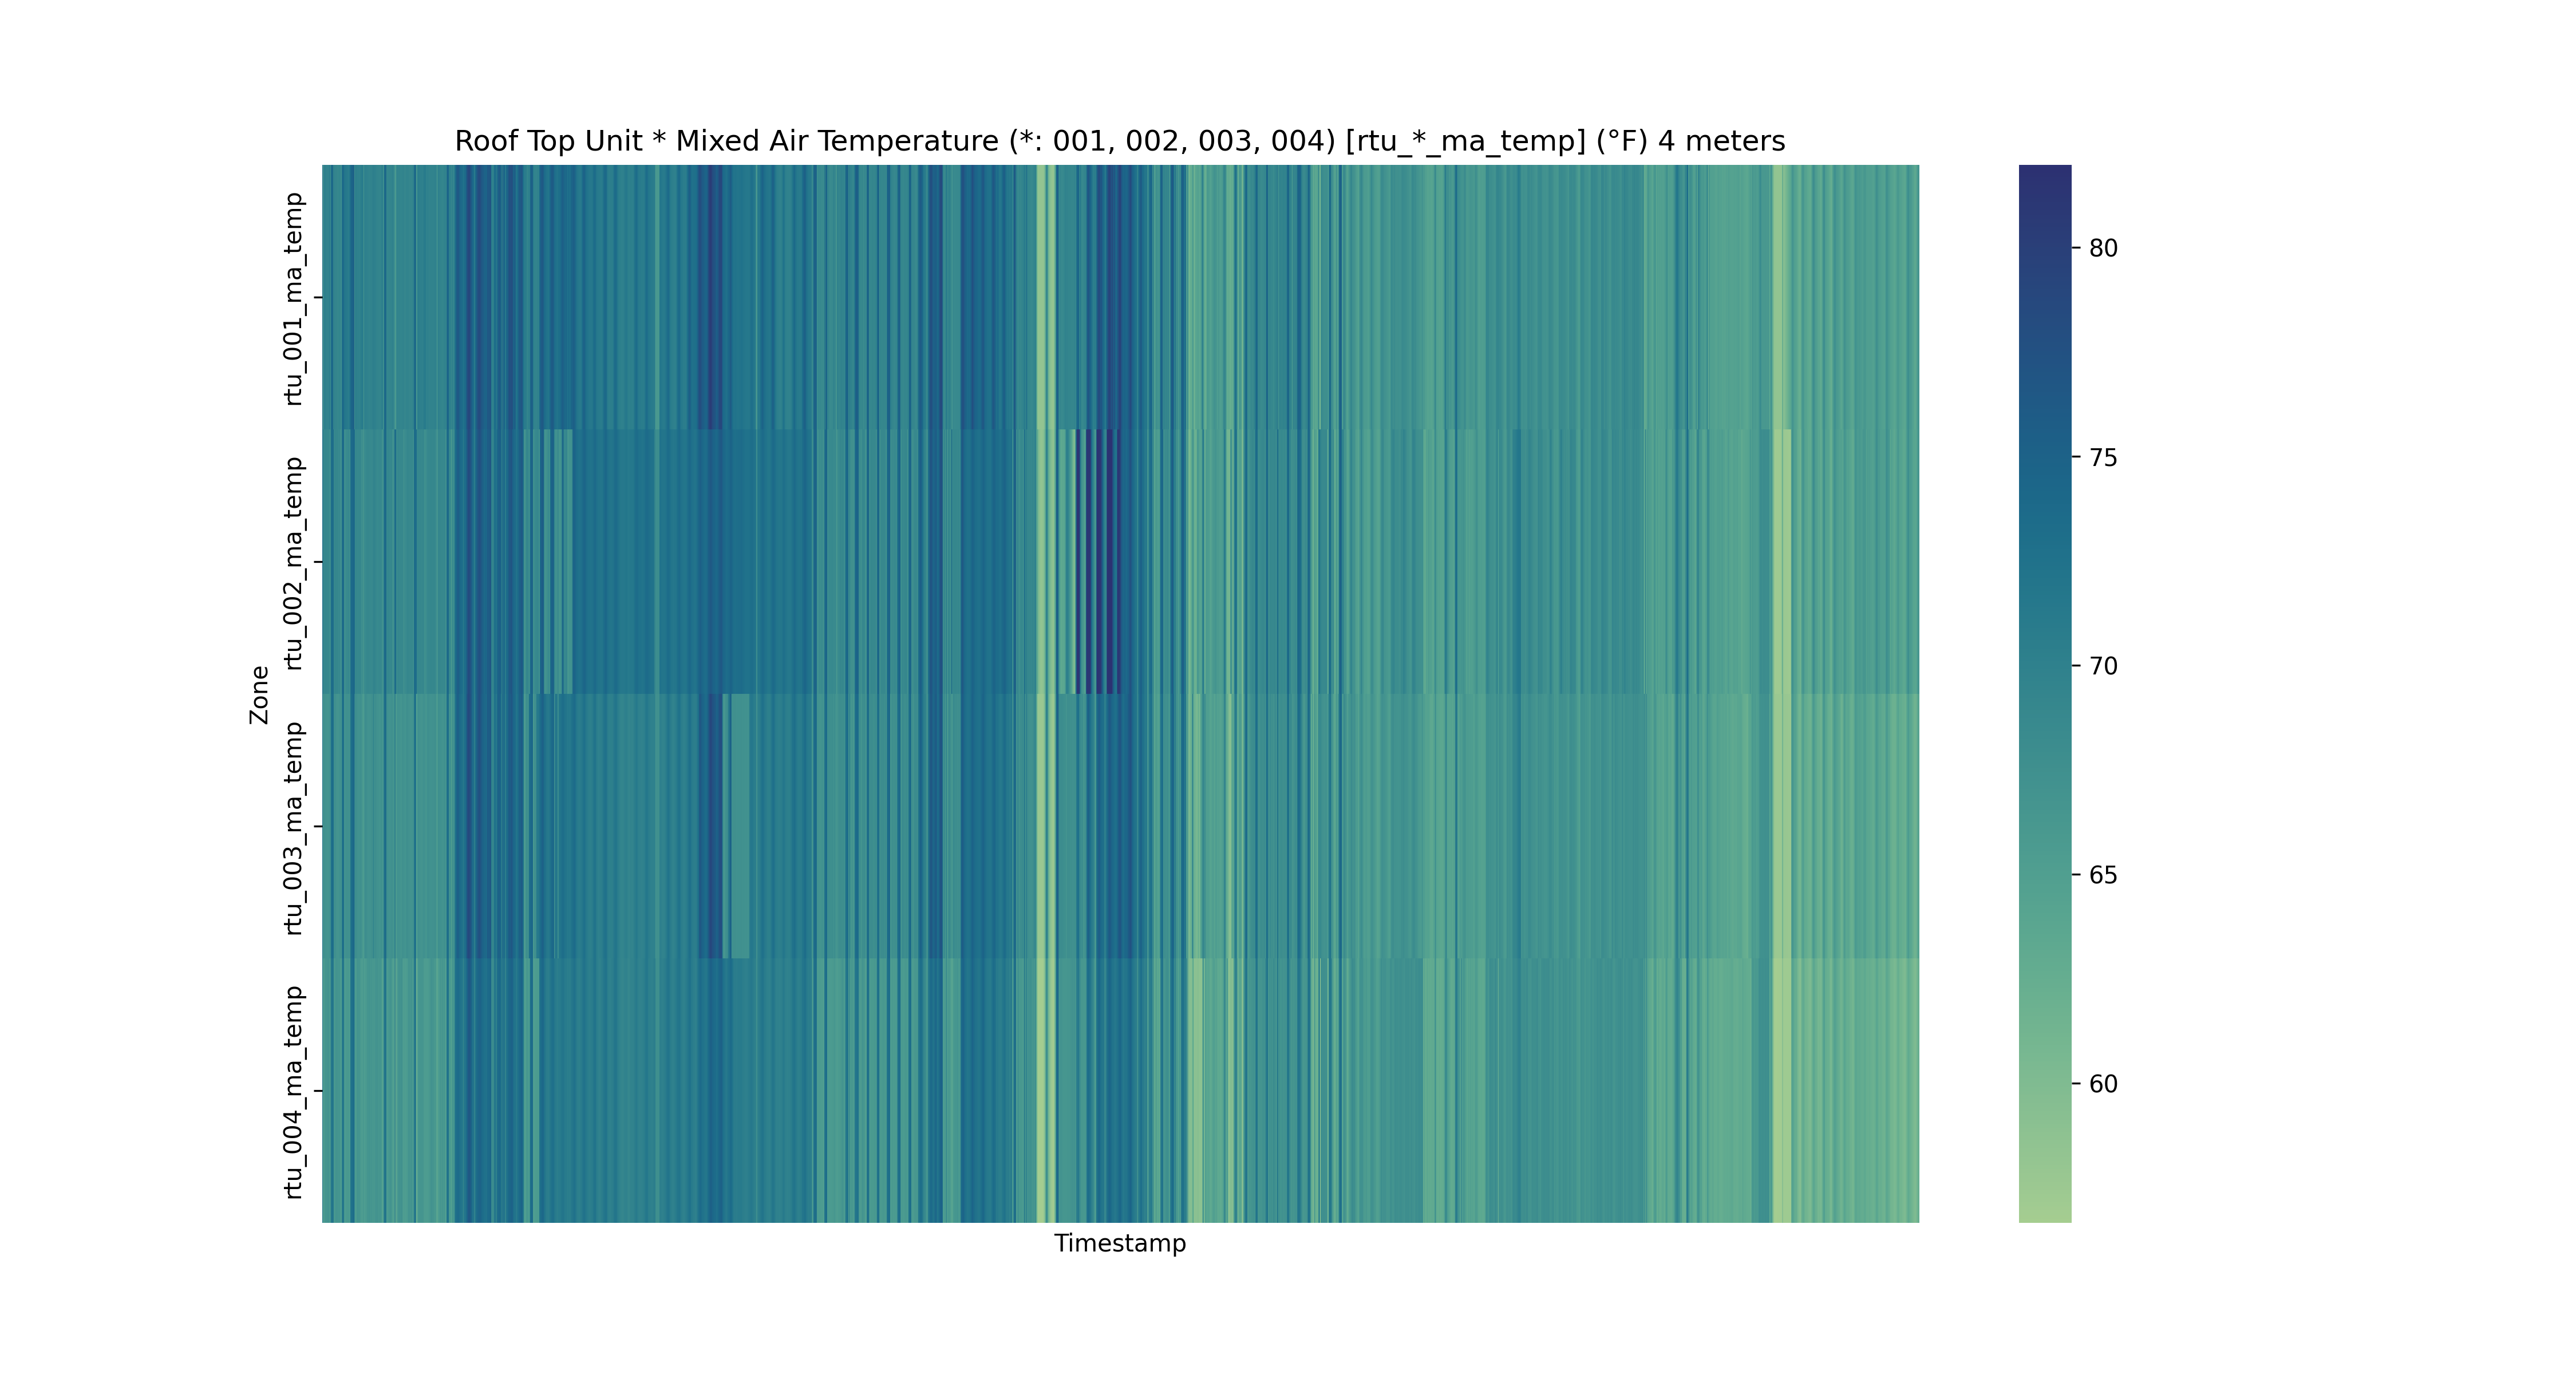 Roof Top Unit * Mixed Air Temperature (*: 001, 002, 003, 004) [rtu_*_ma_temp] (°F) 4 meters
Zone
rtu_001_ma_temp
rtu_002_ma_temp
rtu_003_ma_temp
rtu_004_ma_temp
Timestamp
80
75
70
65
60